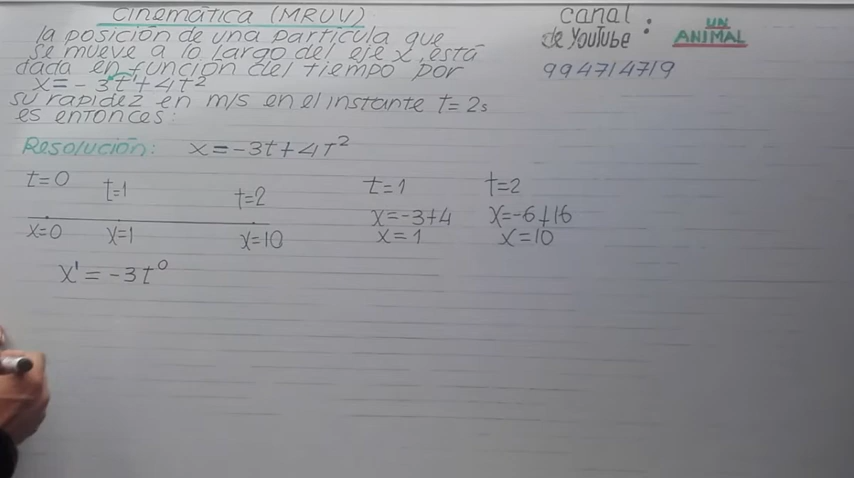 CINEMÁTICA (MRUV)
la posición de una partícula que
se mueve a lo largo del eje x, está
dada en función del tiempo por
x = - 3t¹ + 4t²
su rapidez en m/s en el instante t = 2s
es entonces:
canal
de YouTube :
UN
ANIMAL
994714719
Resolución: x = -3t + 4t²
t=0 t=1 t=2
x=0 x=1 x=10
t=1
x=-3+4
x=1
t=2
x=-6+16
x=10
x' = -3t⁰